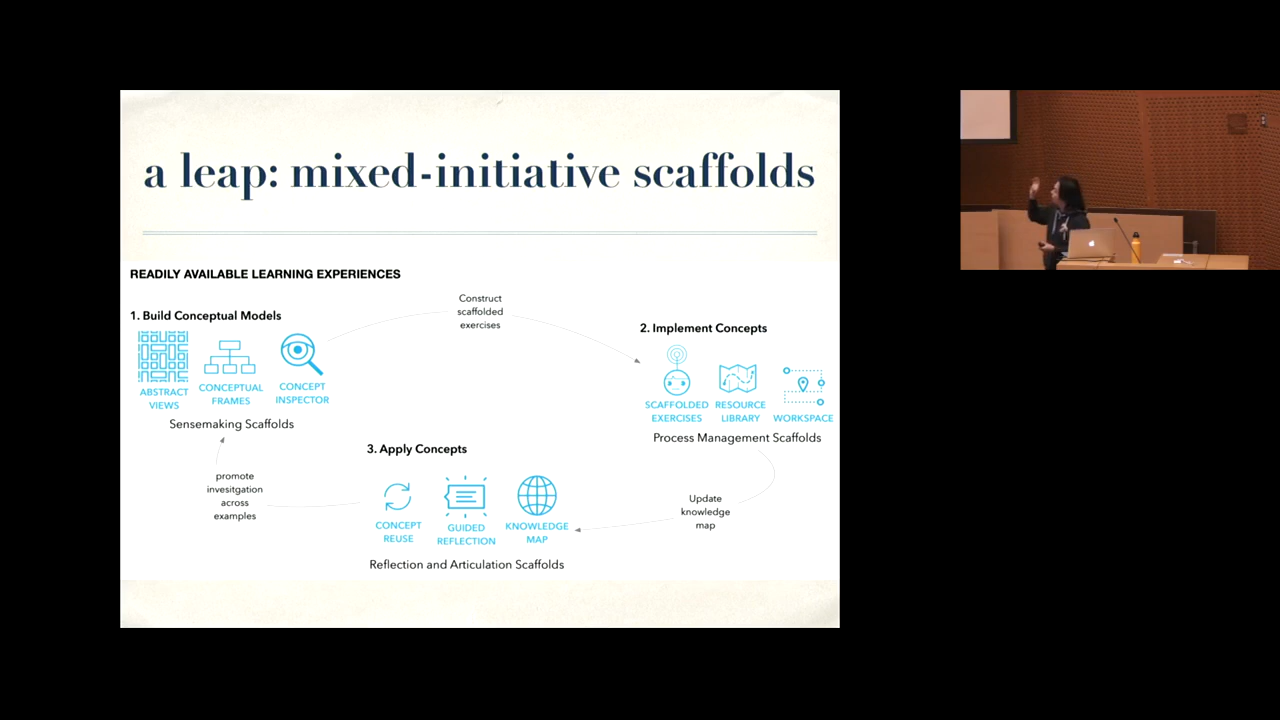 a leap: mixed-initiative scaffolds
READILY AVAILABLE LEARNING EXPERIENCES
1. Build Conceptual Models
ABSTRACT
VIEWS
CONCEPTUAL
FRAMES
CONCEPT
INSPECTOR
Sensemaking Scaffolds
Construct
scaffolded
exercises
2. Implement Concepts
SCAFFOLDED
EXERCISES
RESOURCE
LIBRARY
WORKSPACE
Process Management Scaffolds
Update
knowledge
map
3. Apply Concepts
CONCEPT
REUSE
GUIDED
REFLECTION
KNOWLEDGE
MAP
Reflection and Articulation Scaffolds
promote
invesitgation
across
examples